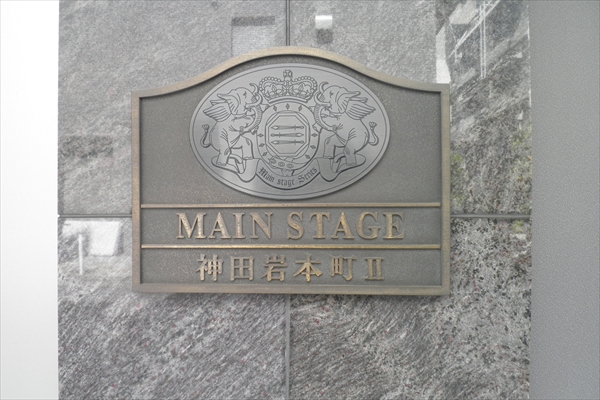 Main stage Series
MAIN STAGE
神田岩本町II